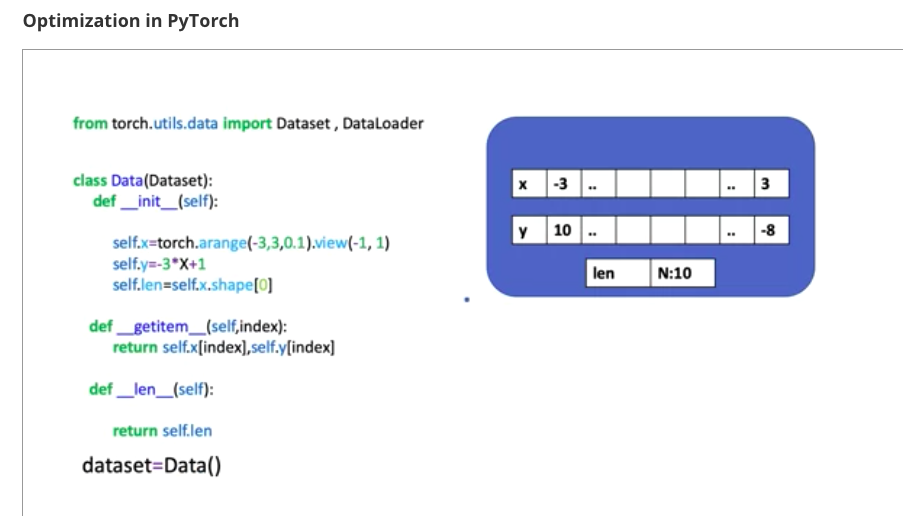 Optimization in PyTorch
from torch.utils.data import Dataset , DataLoader
class Data(Dataset):
def __init__(self):
self.x=torch.arange(-3,3,0.1).view(-1, 1)
self.y=-3*X+1
self.len=self.x.shape[0]
def __getitem__(self,index):
return self.x[index],self.y[index]
def __len__(self):
return self.len
dataset=Data()
x -3 .. .. 3
y 10 .. .. -8
len N:10